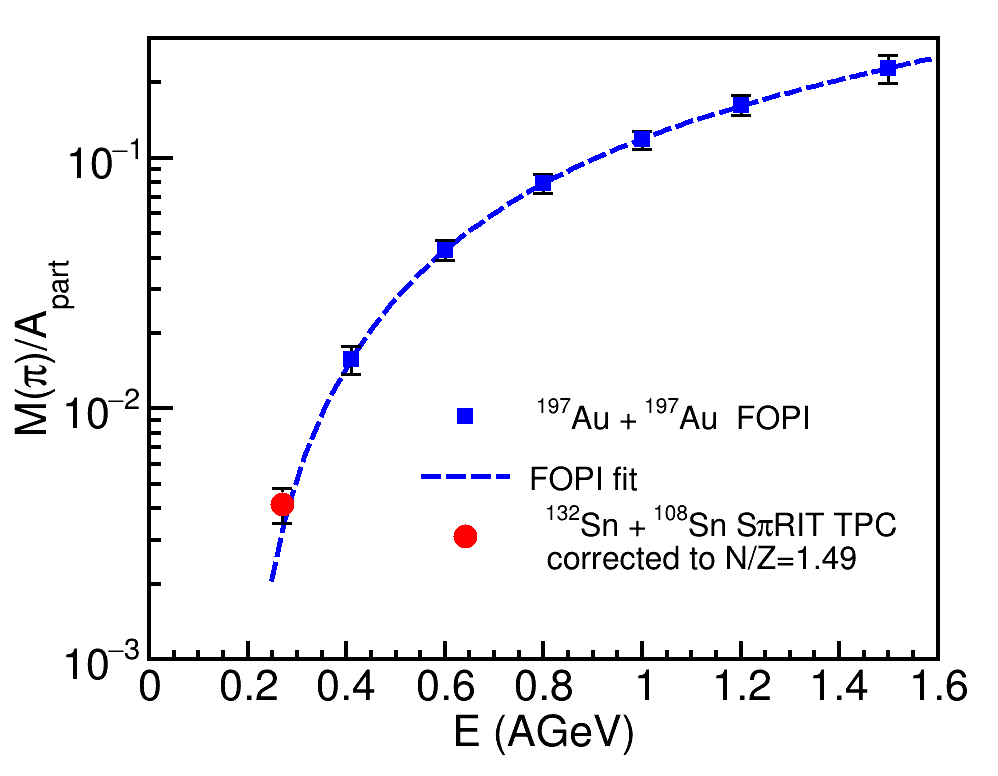 M(π)/A_part
10⁻¹
10⁻²
10⁻³
¹⁹⁷Au + ¹⁹⁷Au FOPI
FOPI fit
¹³²Sn + ¹⁰⁸Sn SπRIT TPC
corrected to N/Z=1.49
0 0.2 0.4 0.6 0.8 1 1.2 1.4 1.6
E (AGeV)